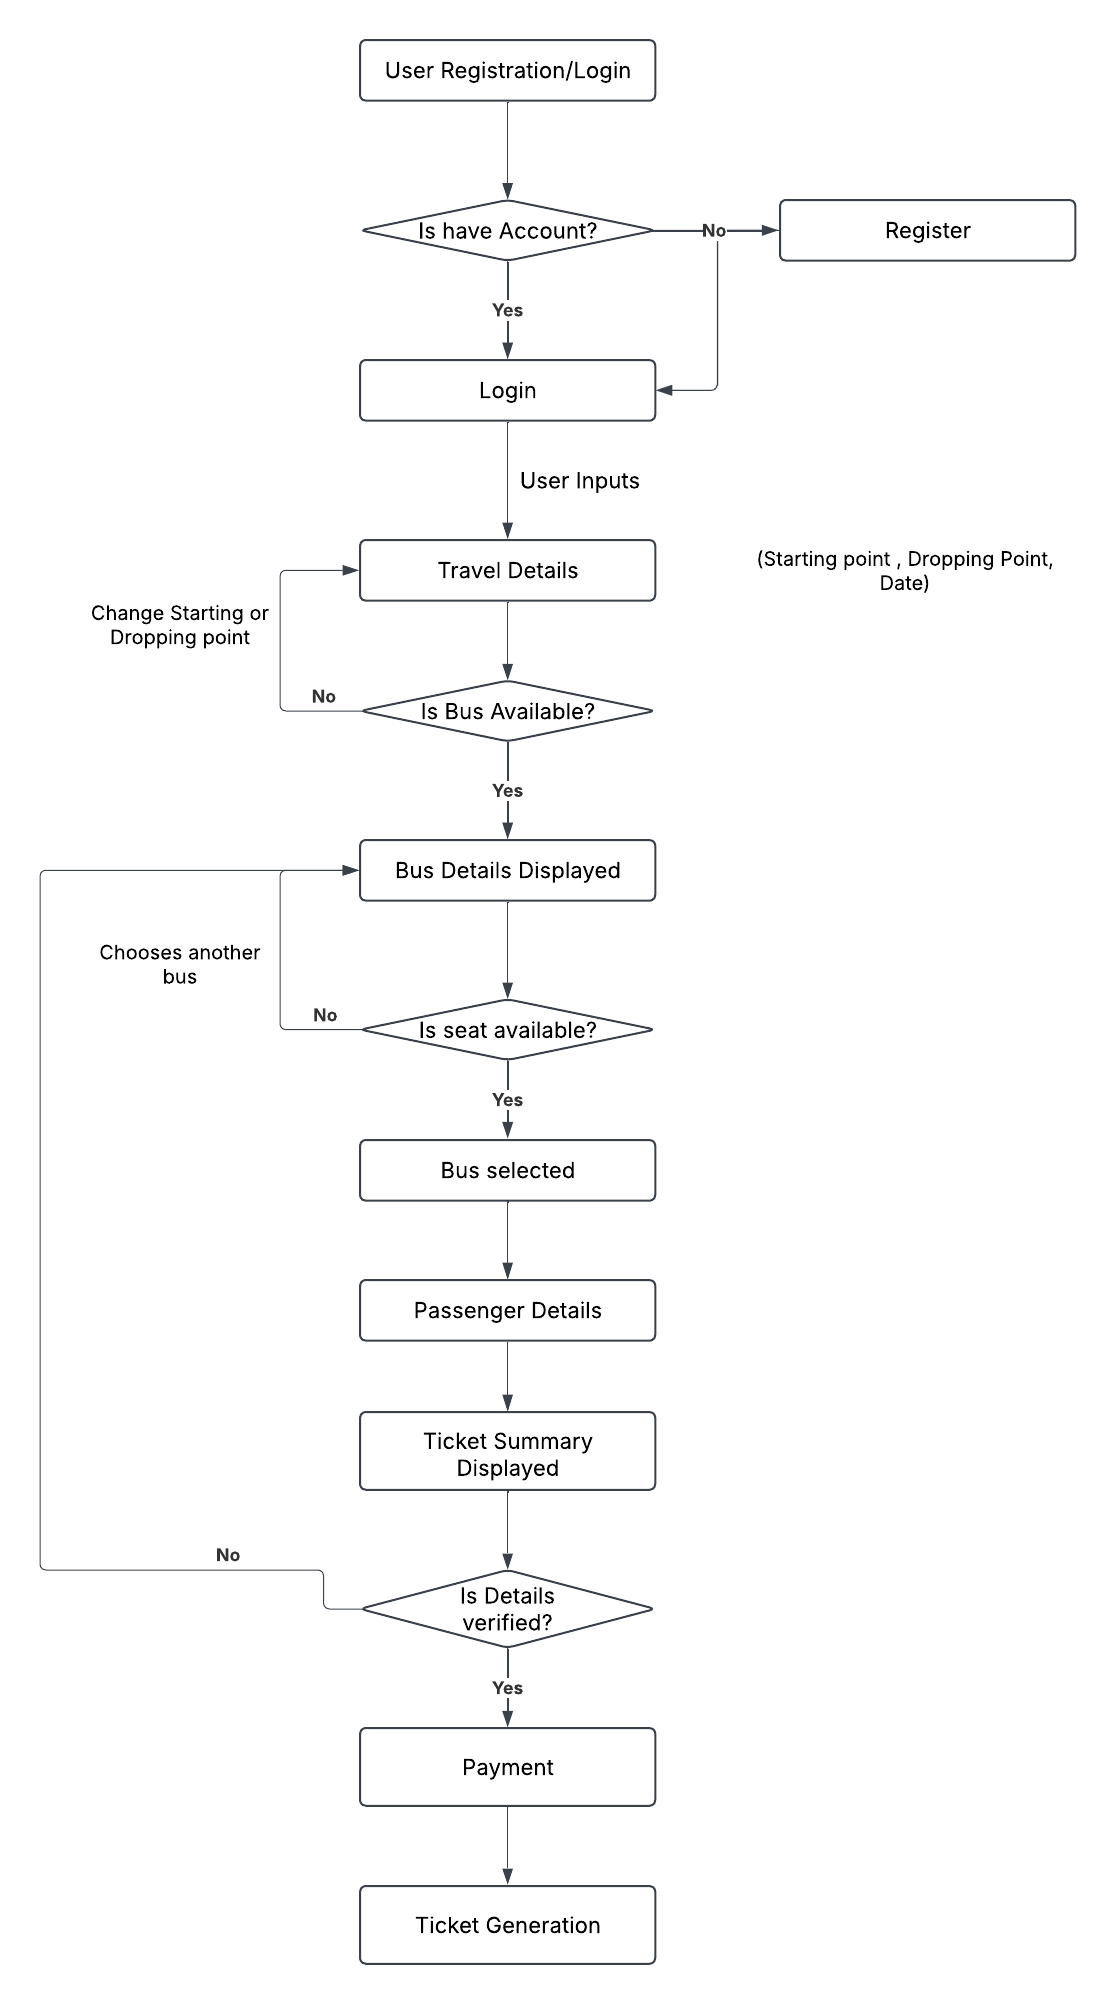 User Registration/Login
Is have Account?
No
Register
Yes
Login
User Inputs
(Starting point , Dropping Point,
Date)
Travel Details
Change Starting or
Dropping point
No
Is Bus Available?
Yes
Bus Details Displayed
Chooses another
bus
No
Is seat available?
Yes
Bus selected
Passenger Details
Ticket Summary
Displayed
No
Is Details
verified?
Yes
Payment
Ticket Generation